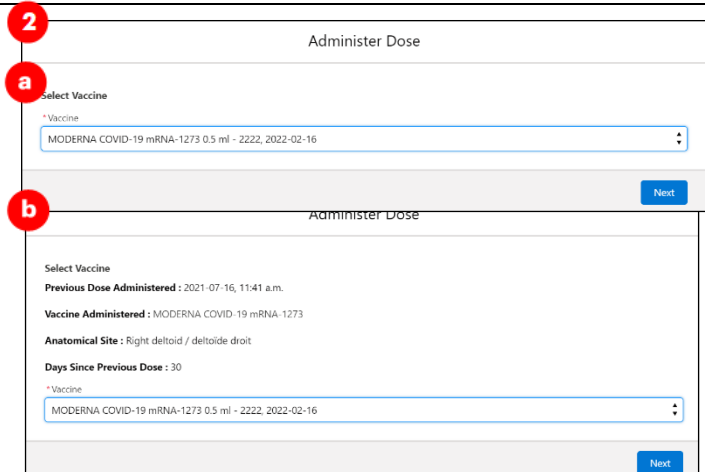 2
Administer Dose
a
Select Vaccine
* Vaccine
MODERNA COVID-19 mRNA-1273 0.5 ml - 2222, 2022-02-16
Next
b
Administer Dose
Select Vaccine
Previous Dose Administered : 2021-07-16, 11:41 a.m.
Vaccine Administered : MODERNA COVID-19 mRNA-1273
Anatomical Site : Right deltoid / deltoïde droit
Days Since Previous Dose : 30
* Vaccine
MODERNA COVID-19 mRNA-1273 0.5 ml - 2222, 2022-02-16
Next